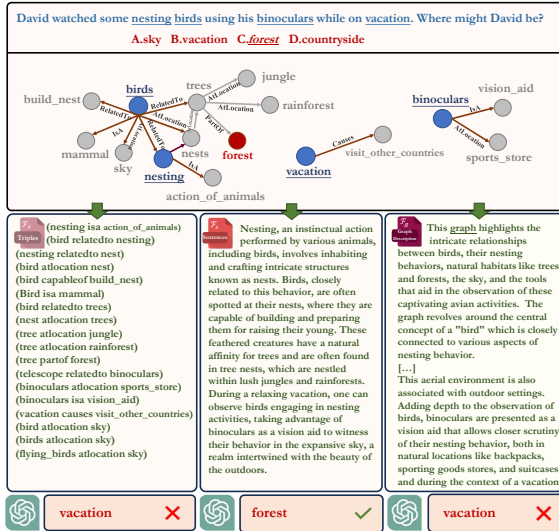 David watched some nesting birds using his binoculars while on vacation. Where might David be?
A.sky B.vacation C.forest D.countryside
birds
trees
jungle
build_nest
rainforest
binoculars
vision_aid
mammal
sky
nests
nesting
forest
action_of_animals
vacation
visit_other_countries
sports_store
RelatedTo
RelatedTo
AtLocation
AtLocation
AtLocation
IsA
RelatedTo
PartOf
IsA
Causes
IsA
AtLocation
Triples
(nesting isa action_of_animals)
(bird relatedto nesting)
(nesting relatedto nest)
(bird atlocation nest)
(bird capableof build_nest)
(Bird isa mammal)
(bird relatedto trees)
(nest atlocation trees)
(tree atlocation jungle)
(tree atlocation rainforest)
(tree partof forest)
(telescope relatedto binoculars)
(binoculars atlocation sports_store)
(binoculars isa vision_aid)
(vacation causes visit_other_countries)
(bird atlocation sky)
(birds atlocation sky)
(flying_birds atlocation sky)
Sentences
Nesting, an instinctual action
performed by various animals,
including birds, involves inhabiting
and crafting intricate structures
known as nests. Birds, closely
related to this behavior, are often
spotted at their nests, where they are
capable of building and preparing
them for raising their young. These
feathered creatures have a natural
affinity for trees and are often found
in tree nests, which are nestled
within lush jungles and rainforests.
During a relaxing vacation, one can
observe birds engaging in nesting
activities, taking advantage of
binoculars as a vision aid to witness
their behavior in the expansive sky, a
realm intertwined with the beauty of
the outdoors.
Graph
Description
This graph highlights the
intricate relationships
between birds, their nesting
behaviors, natural habitats like trees
and forests, the sky, and the tools
that aid in the observation of these
captivating avian activities. The
graph revolves around the central
concept of a "bird" which is closely
connected to various aspects of
nesting behavior.
[…]
This aerial environment is also
associated with outdoor settings.
Adding depth to the observation of
birds, binoculars are presented as a
vision aid that allows closer scrutiny
of their nesting behavior, both in
natural locations like backpacks,
sporting goods stores, and suitcases
and during the context of a vacation
vacation
forest
vacation